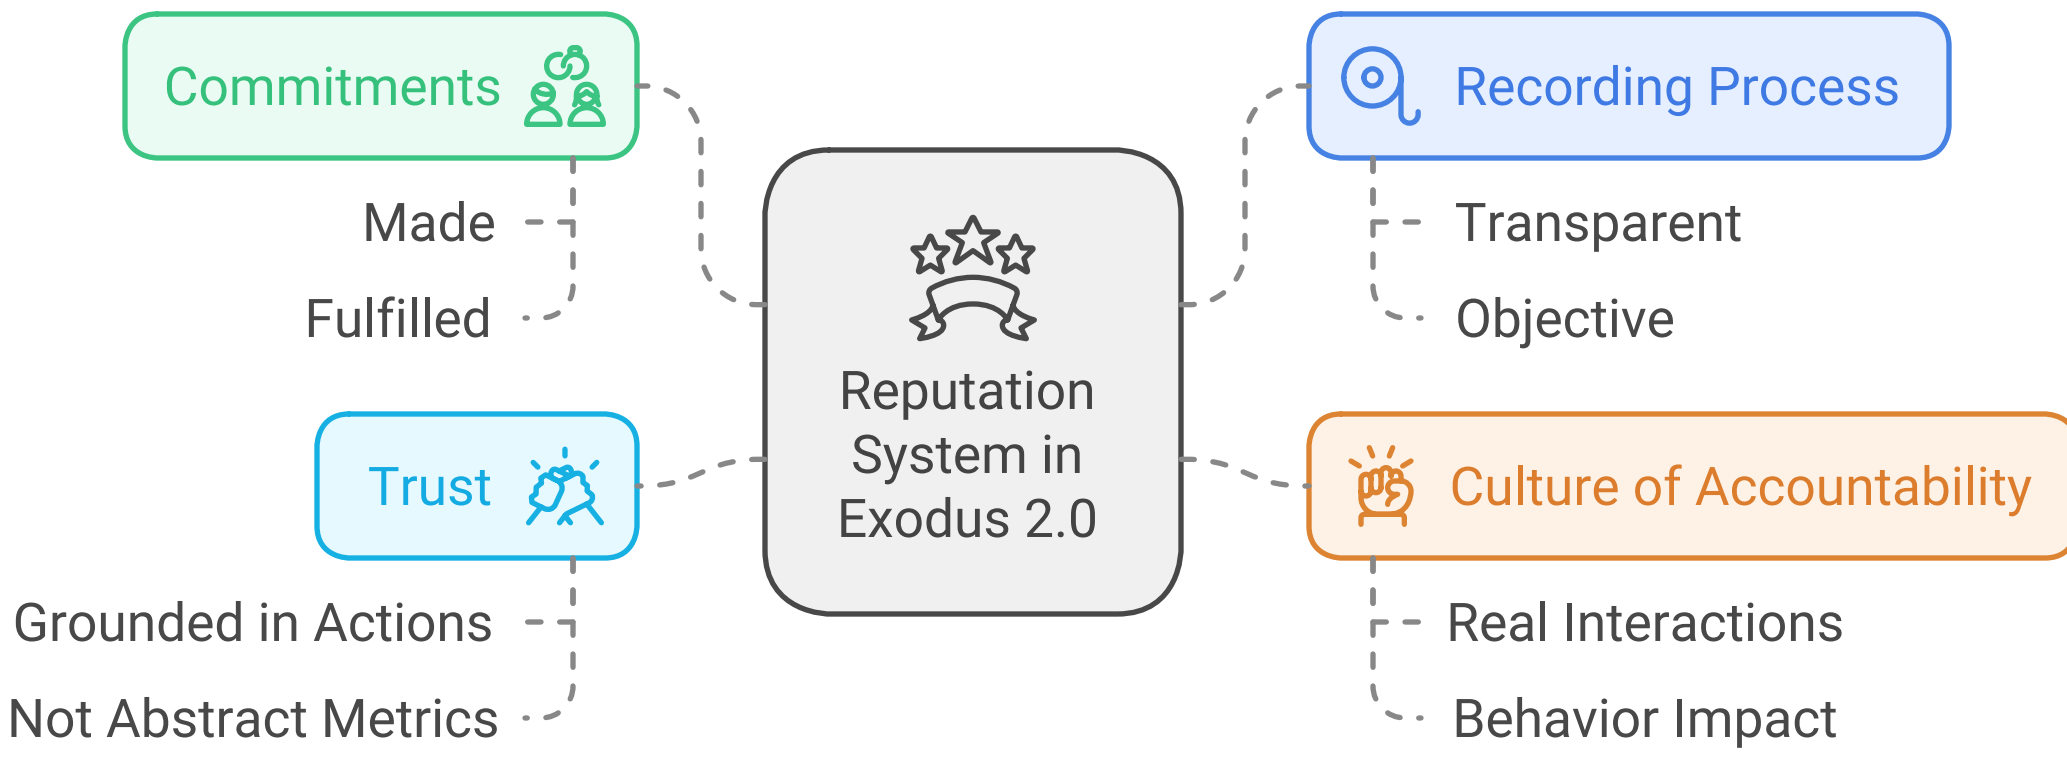 Commitments
Made
Fulfilled
Trust
Grounded in Actions
Not Abstract Metrics
Reputation
System in
Exodus 2.0
Recording Process
Transparent
Objective
Culture of Accountability
Real Interactions
Behavior Impact